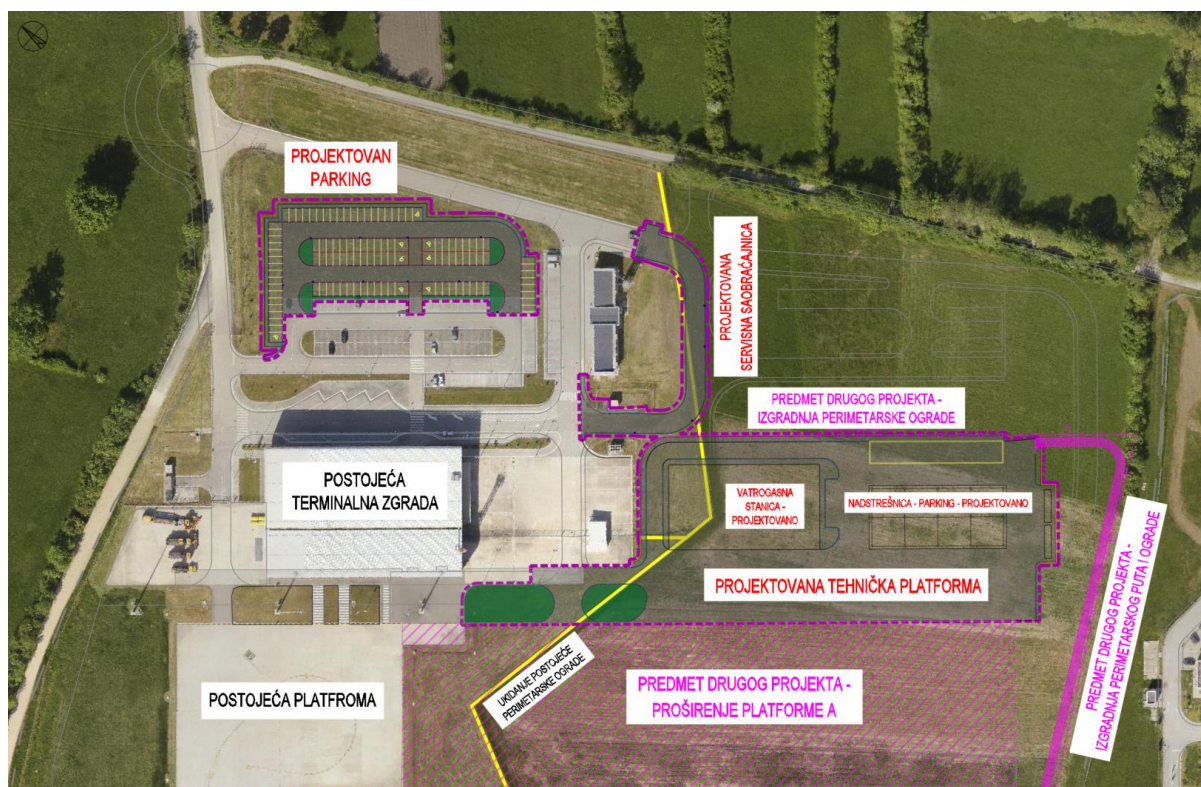 PROJEKTOVAN
PARKING
PROJEKTOVANA
SERVISNA SAOBRAĆAJNICA
PREDMET DRUGOG PROJEKTA -
IZGRADNJA PERIMETARSKE OGRADE
POSTOJEĆA
TERMINALNA ZGRADA
VATROGASNA
STANICA -
PROJEKTOVANO
NADSTREŠNICA - PARKING - PROJEKTOVANO
PROJEKTOVANA TEHNIČKA PLATFORMA
PREDMET DRUGOG PROJEKTA -
IZGRADNJA PERIMETARSKOG PUTA I OGRADE
UKIDANJE POSTOJEĆE
PERIMETARSKE OGRADE
POSTOJEĆA PLATFROMA
PREDMET DRUGOG PROJEKTA -
PROŠIRENJE PLATFORME A